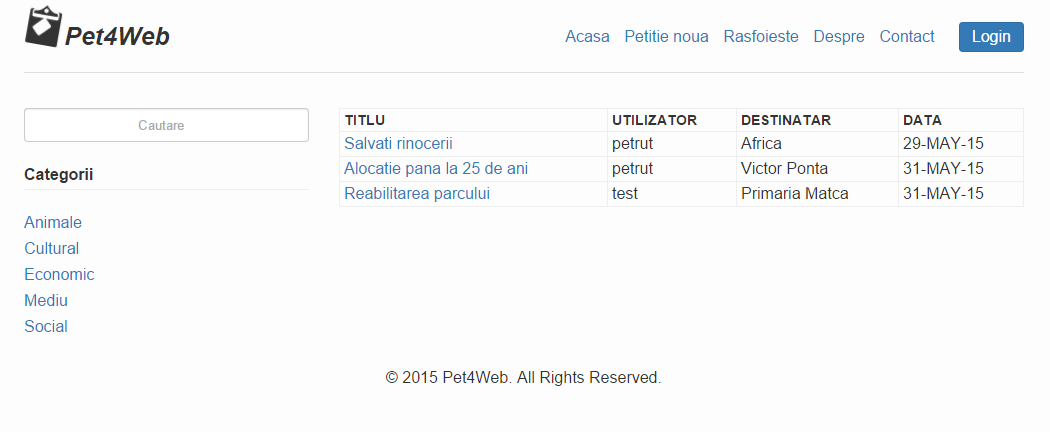 Pet4Web
Acasa Petitie noua Rasfoieste Despre Contact Login
Cautare
Categorii
Animale
Cultural
Economic
Mediu
Social
TITLU UTILIZATOR DESTINATAR DATA
Salvati rinocerii petrut Africa 29-MAY-15
Alocatie pana la 25 de ani petrut Victor Ponta 31-MAY-15
Reabilitarea parcului test Primaria Matca 31-MAY-15
© 2015 Pet4Web. All Rights Reserved.